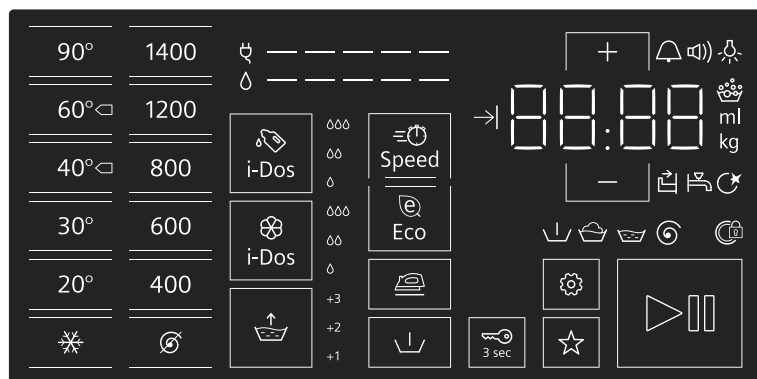 90° 1400
60° 1200
40° 800
30° 600
20° 400
i-Dos
i-Dos
+3
+2
+1
Speed
e
Eco
3 sec
+
88:88
ml
kg
−